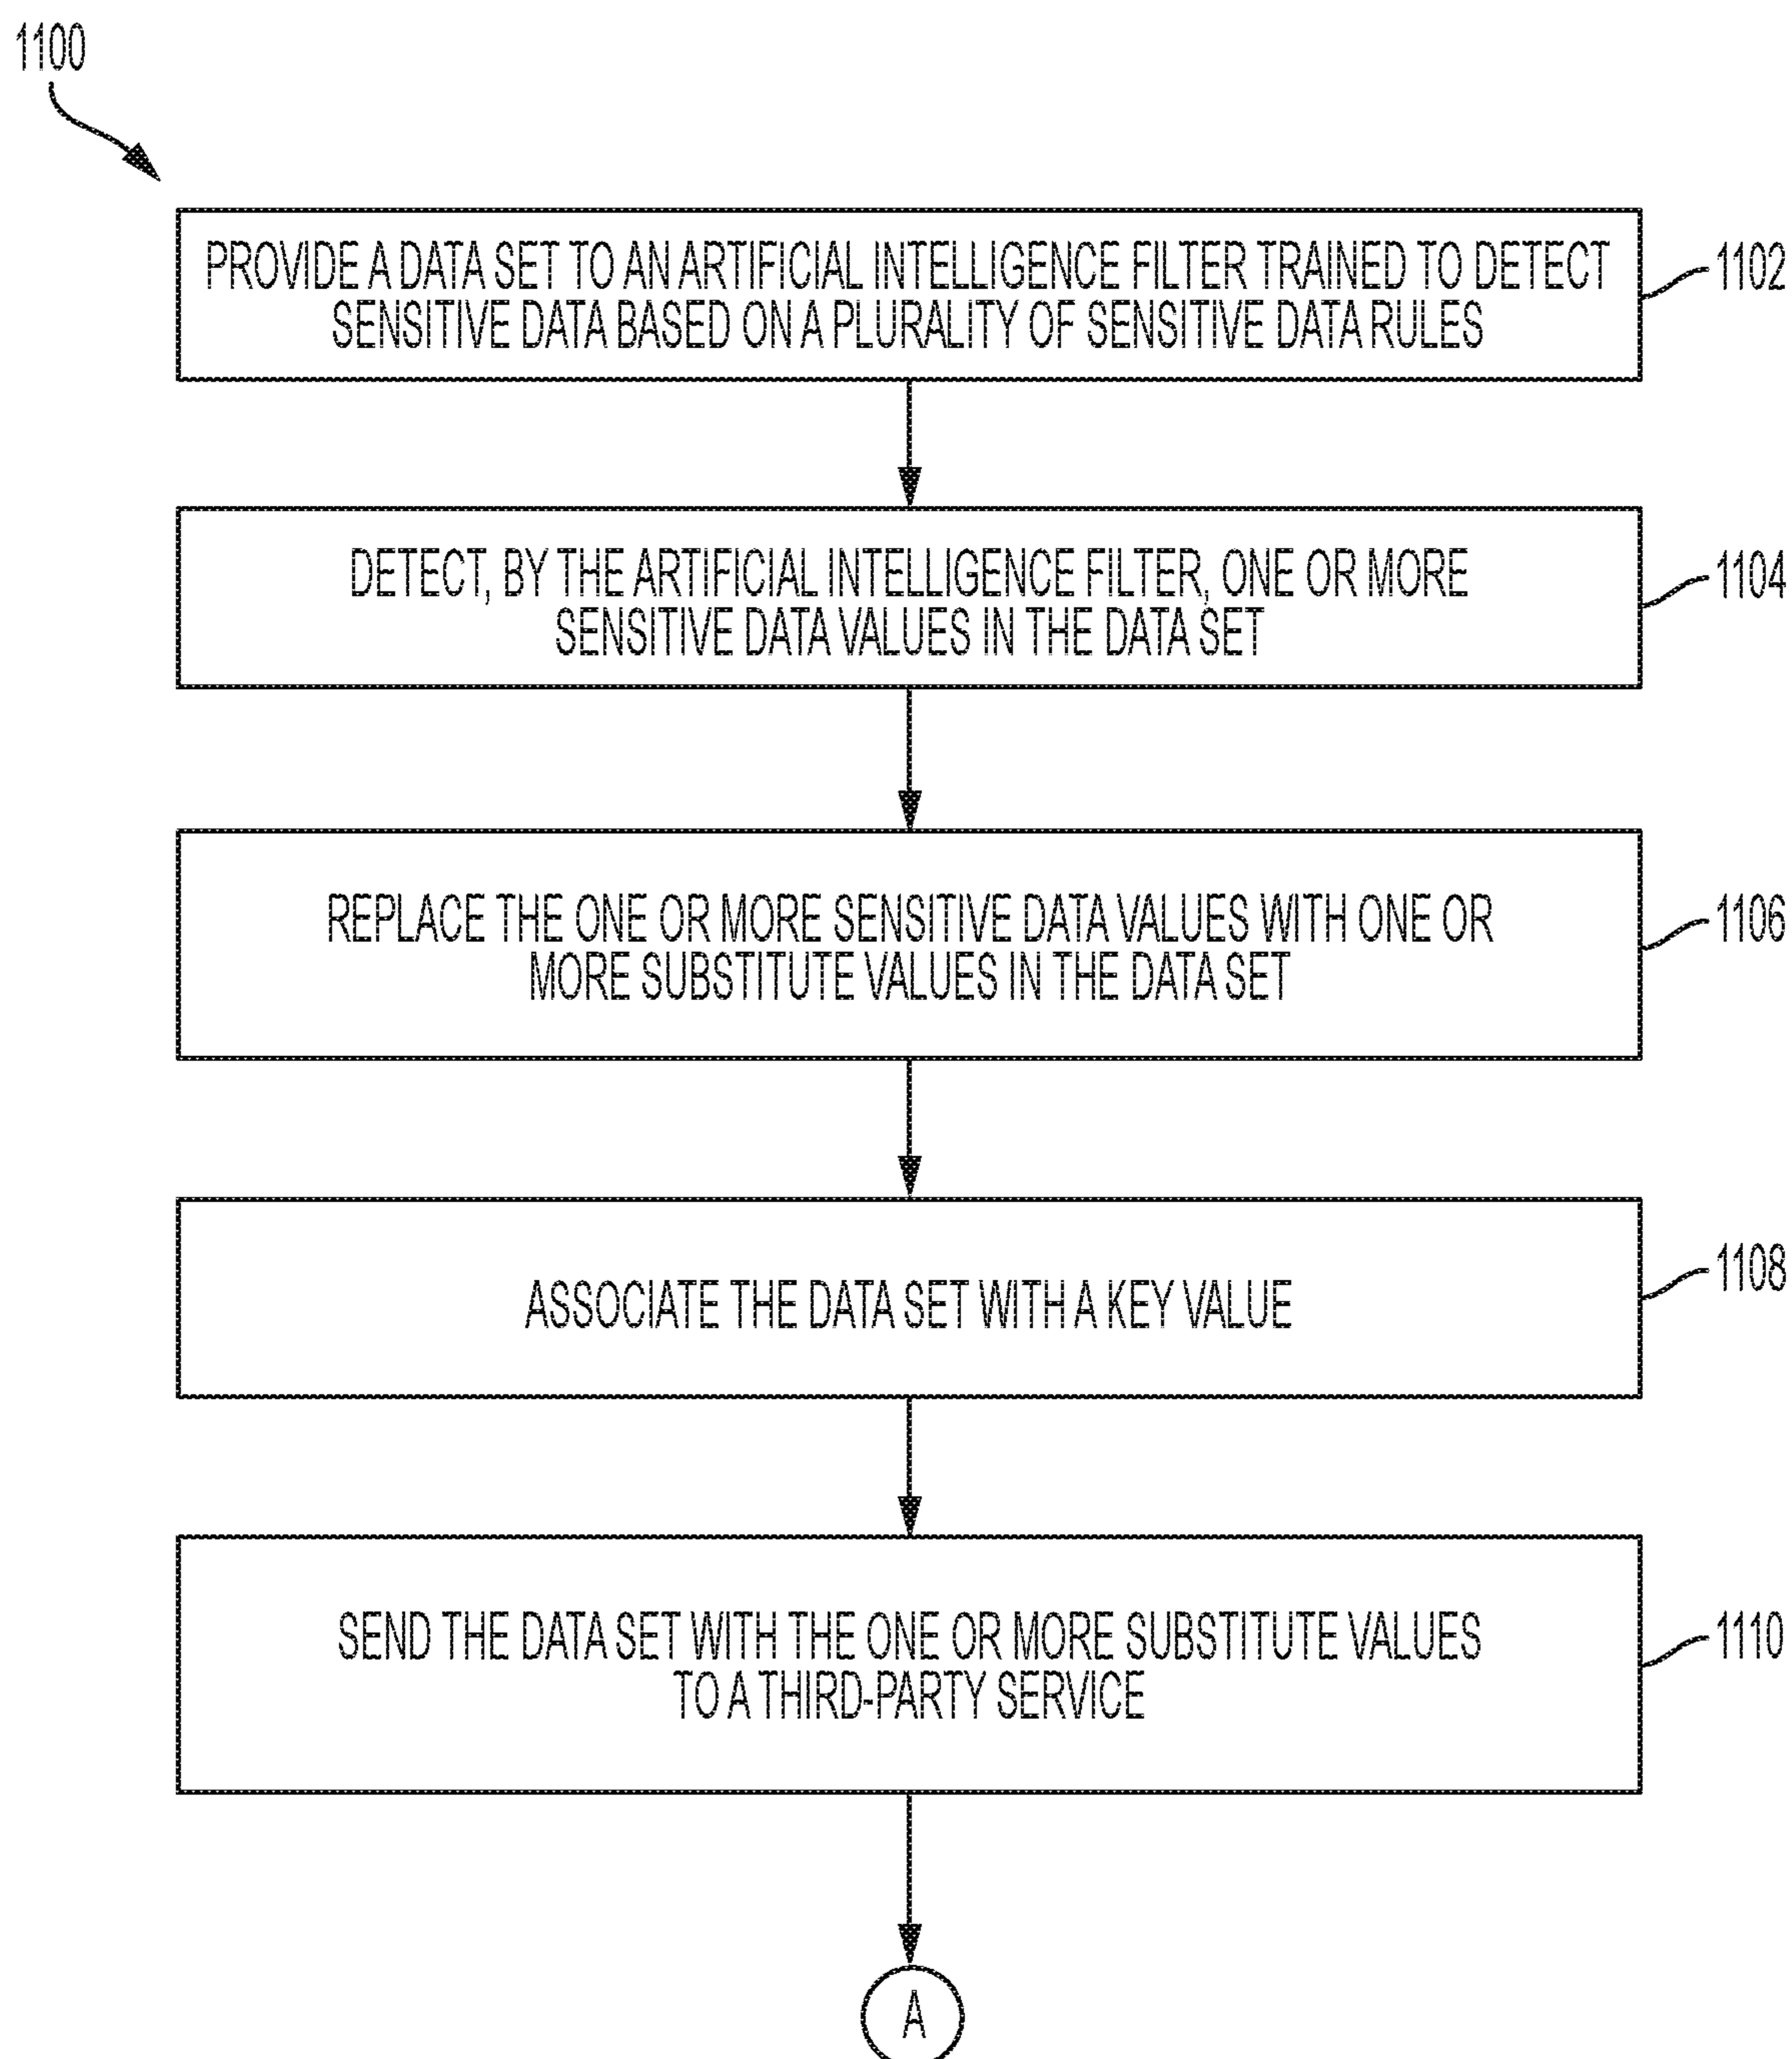 1100
PROVIDE A DATA SET TO AN ARTIFICIAL INTELLIGENCE FILTER TRAINED TO DETECT
SENSITIVE DATA BASED ON A PLURALITY OF SENSITIVE DATA RULES
1102
DETECT, BY THE ARTIFICIAL INTELLIGENCE FILTER, ONE OR MORE
SENSITIVE DATA VALUES IN THE DATA SET
1104
REPLACE THE ONE OR MORE SENSITIVE DATA VALUES WITH ONE OR
MORE SUBSTITUTE VALUES IN THE DATA SET
1106
ASSOCIATE THE DATA SET WITH A KEY VALUE
1108
SEND THE DATA SET WITH THE ONE OR MORE SUBSTITUTE VALUES
TO A THIRD-PARTY SERVICE
1110
A